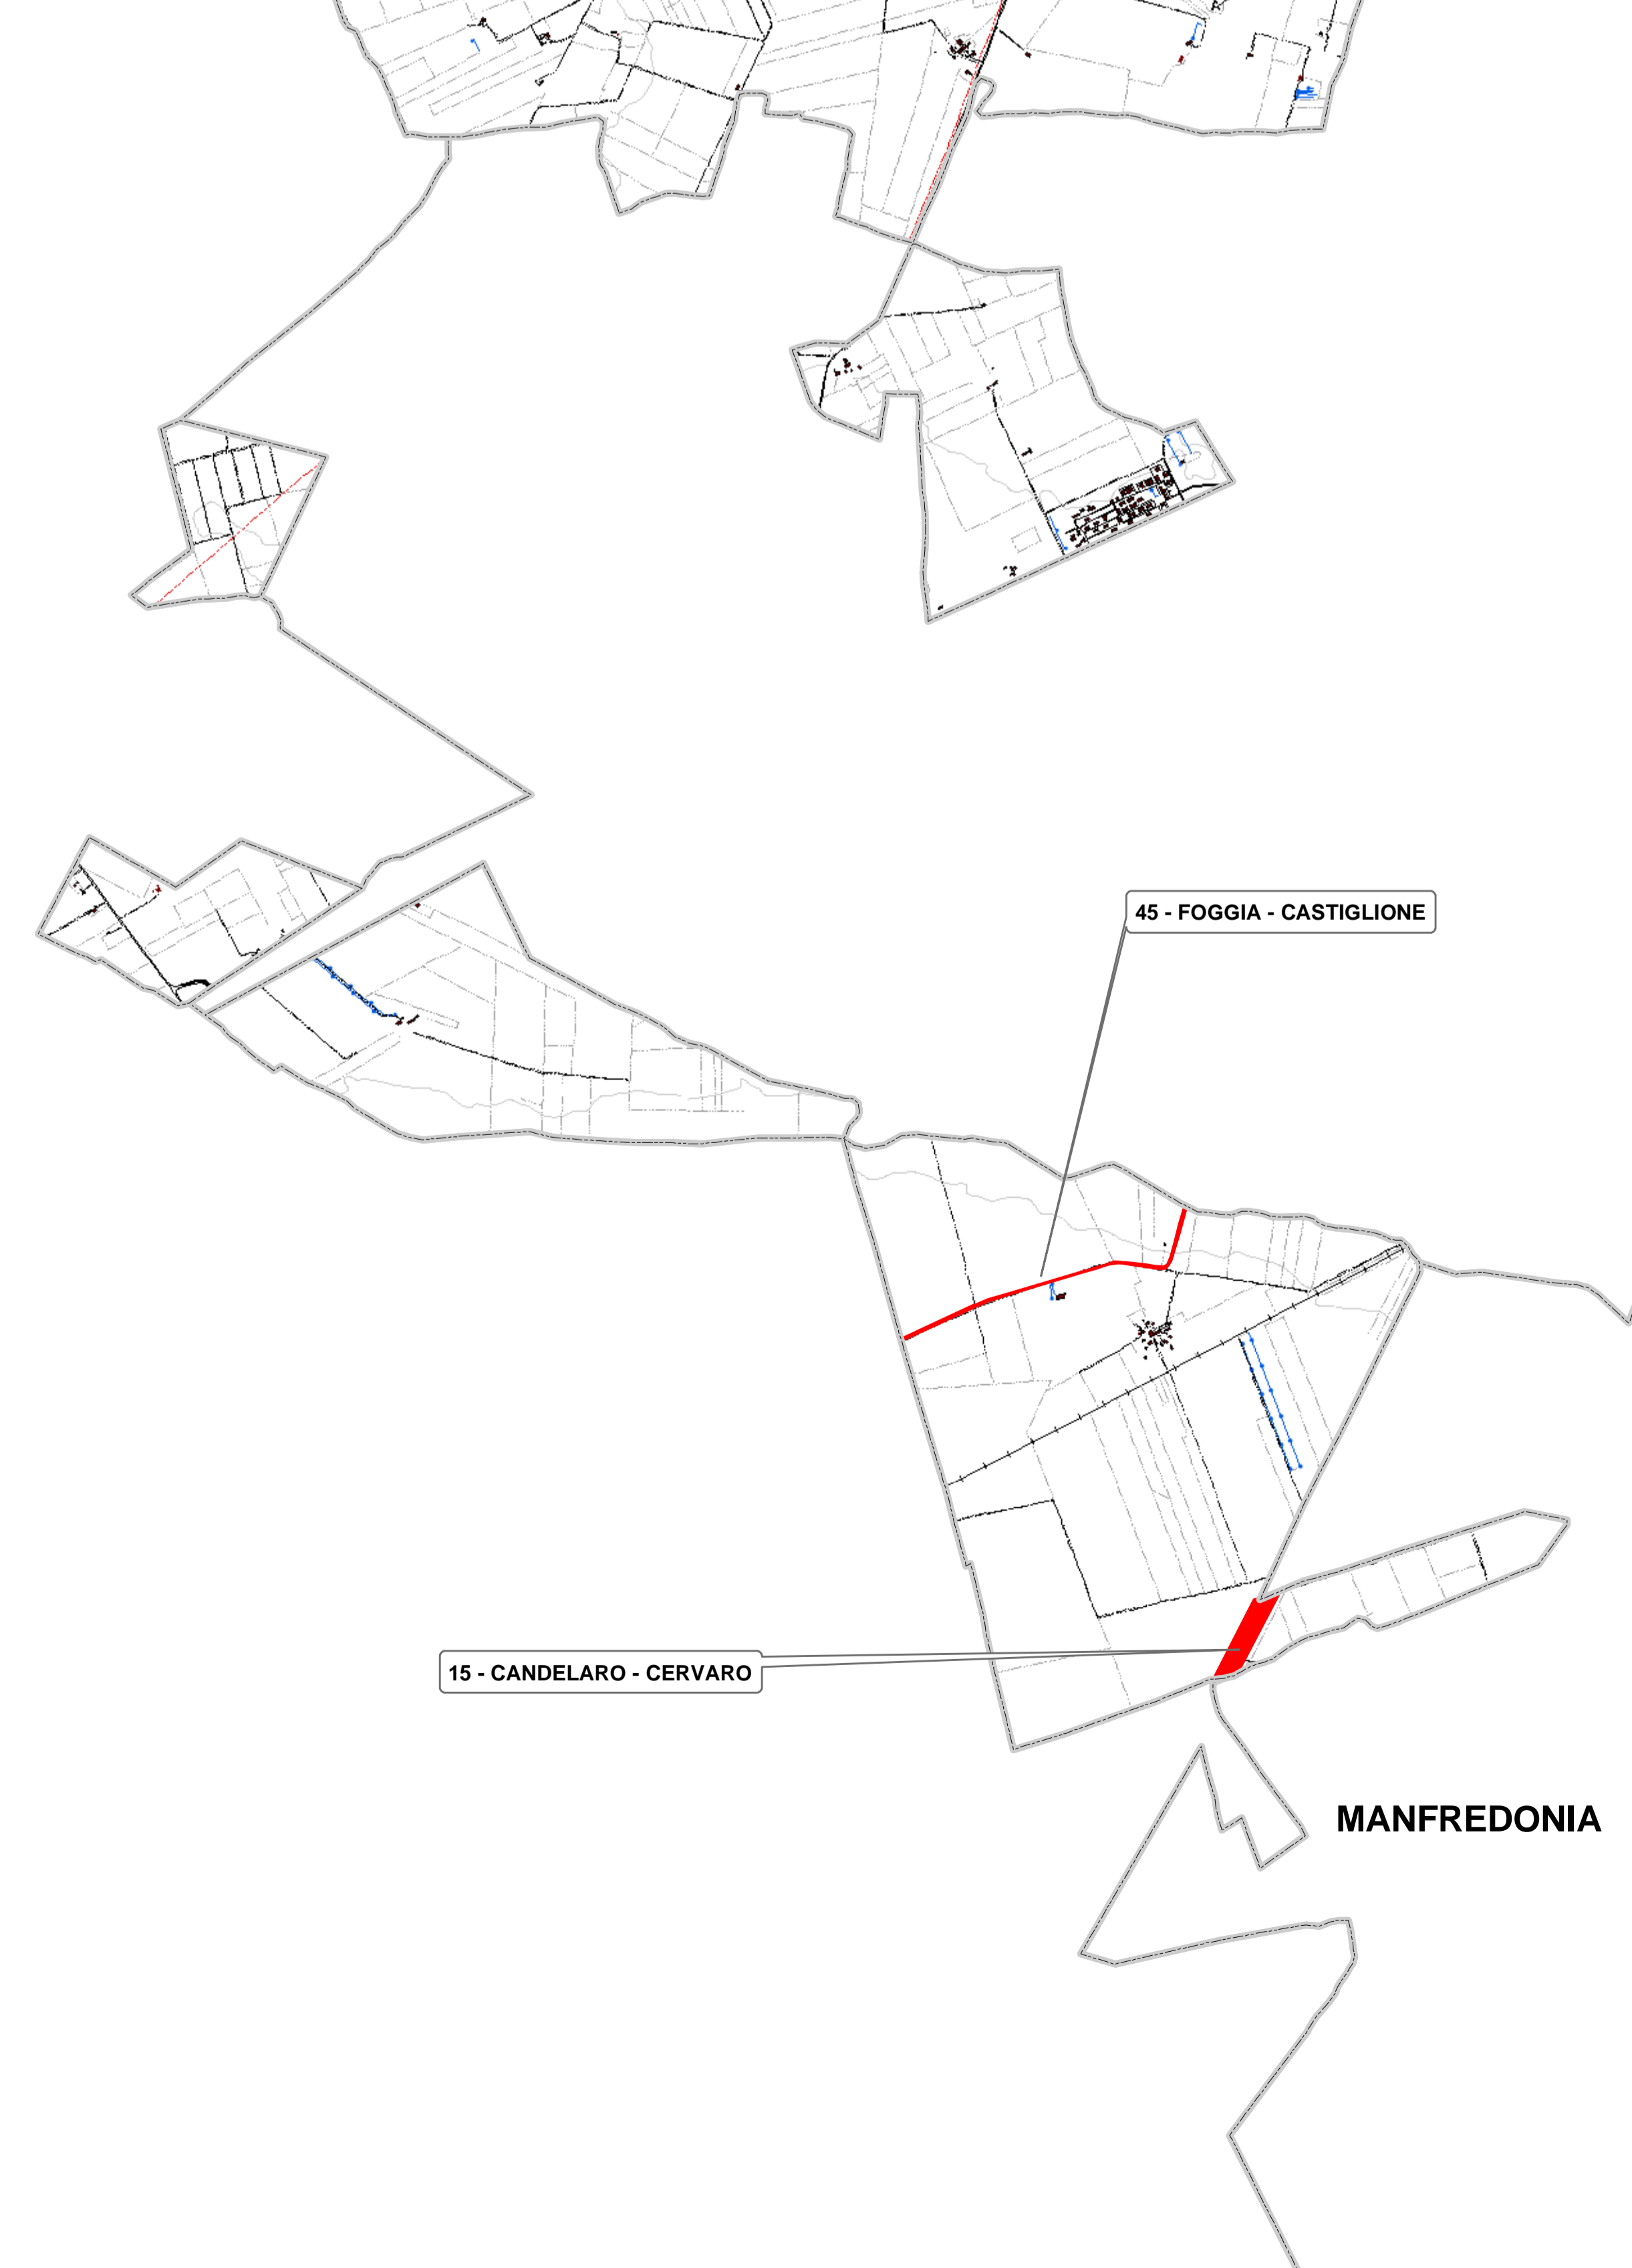 45 - FOGGIA - CASTIGLIONE
15 - CANDELARO - CERVARO
MANFREDONIA